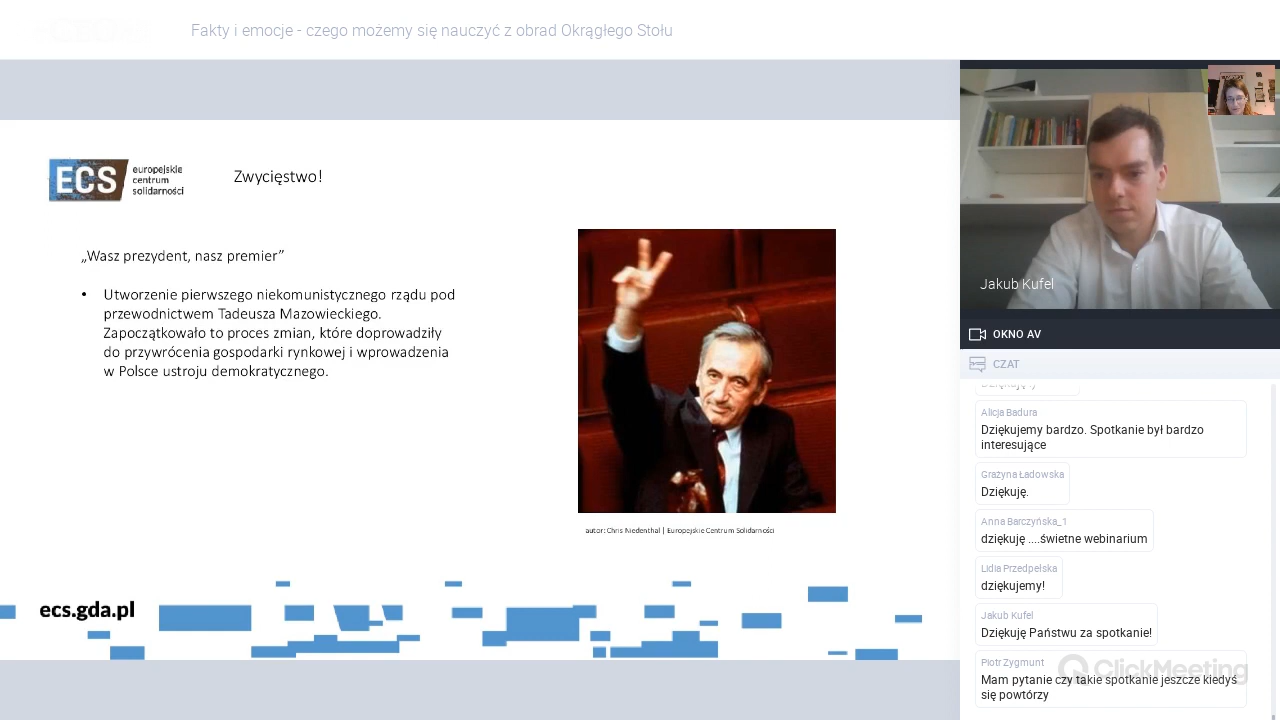 Fakty i emocje - czego możemy się nauczyć z obrad Okrągłego Stołu
ECS
europejskie
centrum
solidarności
Zwycięstwo!
„Wasz prezydent, nasz premier”
• Utworzenie pierwszego niekomunistycznego rządu pod
przewodnictwem Tadeusza Mazowieckiego.
Zapoczątkowało to proces zmian, które doprowadziły
do przywrócenia gospodarki rynkowej i wprowadzenia
w Polsce ustroju demokratycznego.
autor: Chris Niedenthal | Europejskie Centrum Solidarności
ecs.gda.pl
Jakub Kufel
OKNO AV
CZAT
Alicja Badura
Dziękujemy bardzo. Spotkanie był bardzo
interesujące
Grażyna Ładowska
Dziękuję.
Anna Barczyńska_1
dziękuję ....świetne webinarium
Lidia Przedpełska
dziękujemy!
Jakub Kufel
Dziękuję Państwu za spotkanie!
Piotr Zygmunt
Mam pytanie czy takie spotkanie jeszcze kiedyś
się powtórzy
ClickMeeting